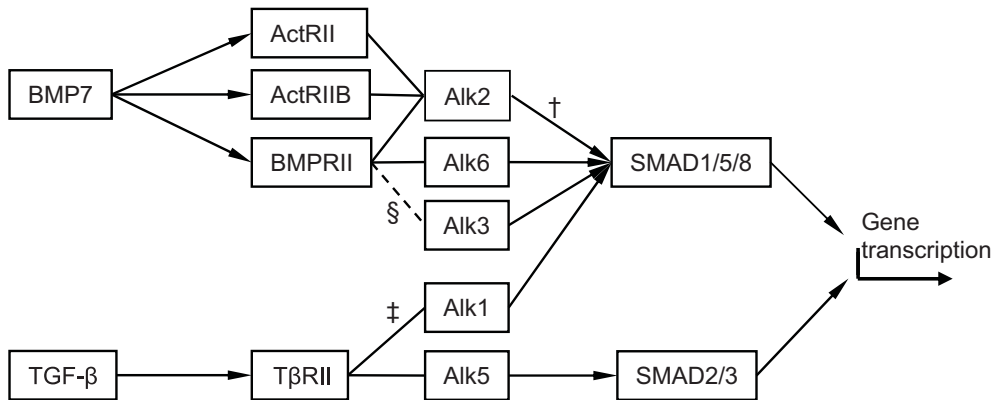 ActRII
BMP7
ActRIIB
Alk2
†
BMPRII
Alk6
SMAD1/5/8
§
Alk3
Gene
transcription
‡
Alk1
TGF-β
TβRII
Alk5
SMAD2/3